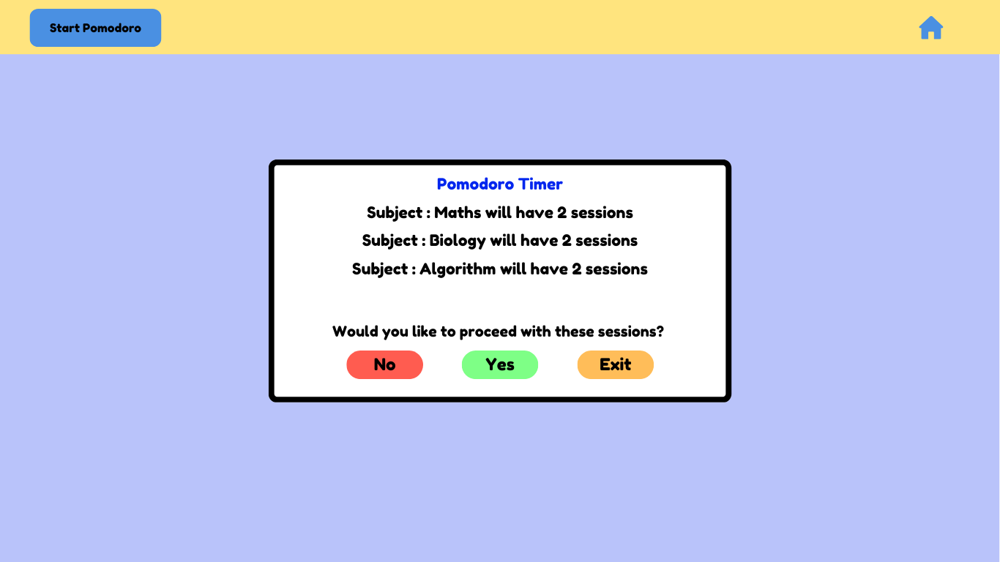 Start Pomodoro
Pomodoro Timer
Subject : Maths will have 2 sessions
Subject : Biology will have 2 sessions
Subject : Algorithm will have 2 sessions
Would you like to proceed with these sessions?
No
Yes
Exit